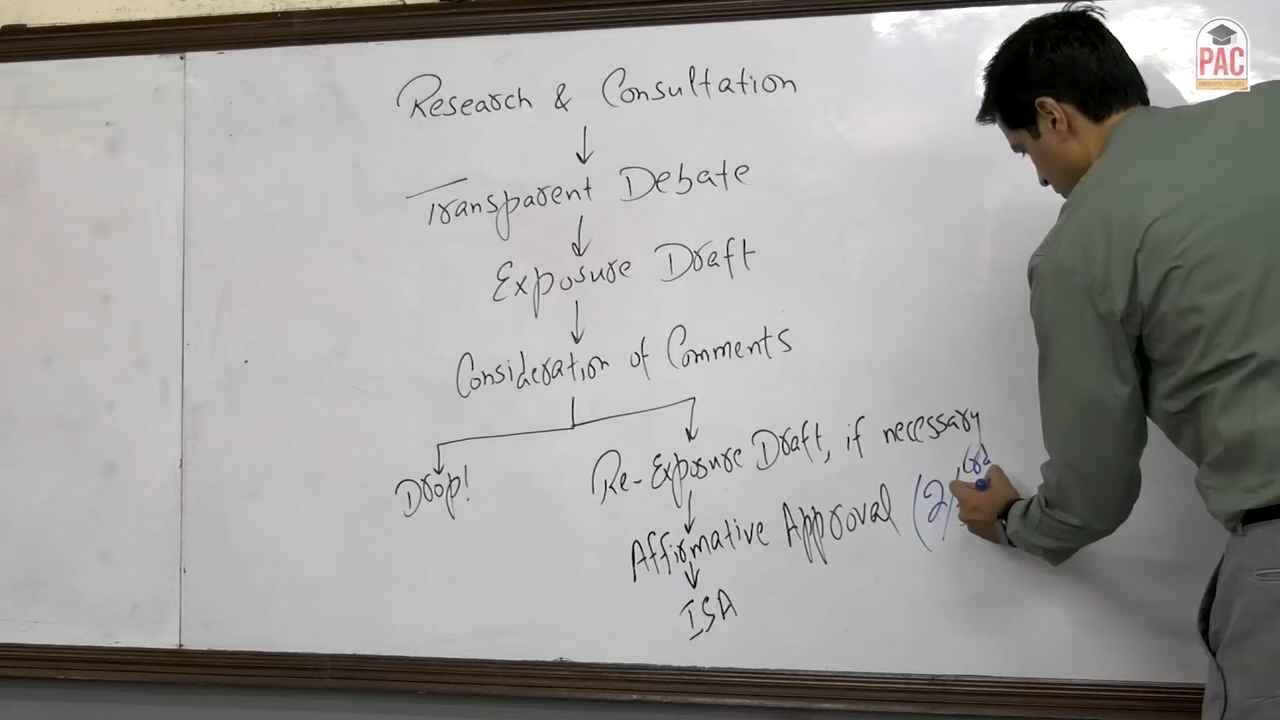 PAC
Research & Consultation
Transparent Debate
Exposure Draft
Consideration of Comments
Drop!
Re-Exposure Draft, if necessary
Affirmative Approval (2/
ISA